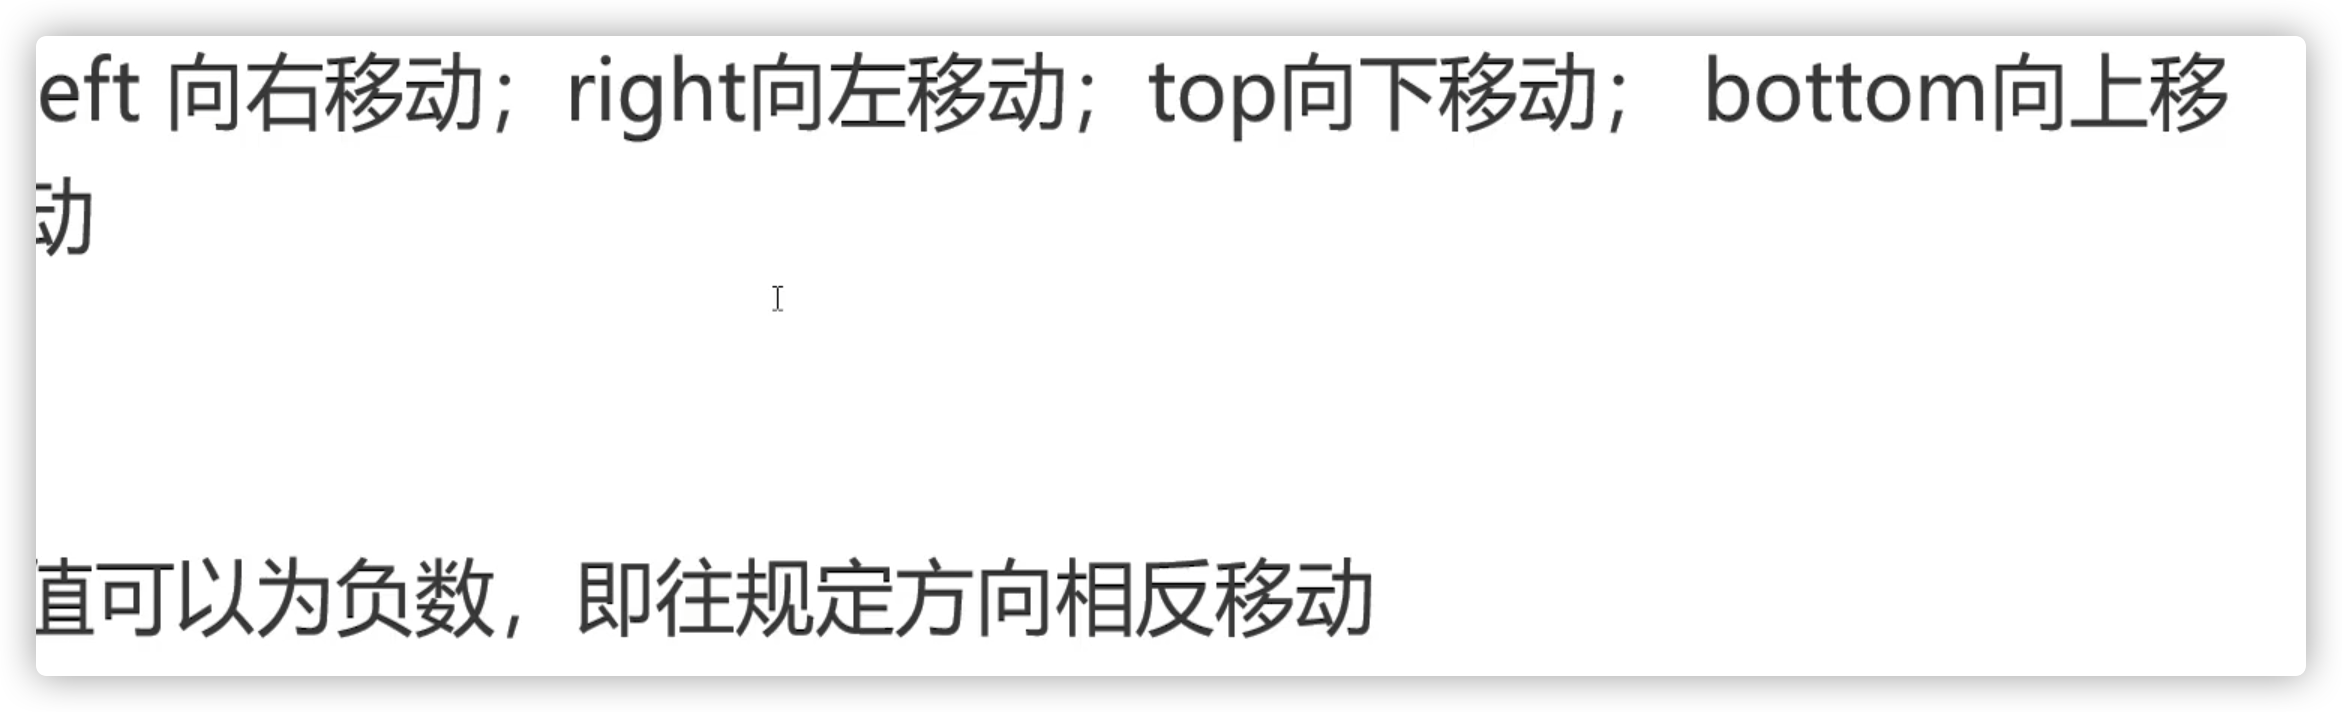 eft 向右移动；right向左移动；top向下移动； bottom向上移
动
值可以为负数，即往规定方向相反移动